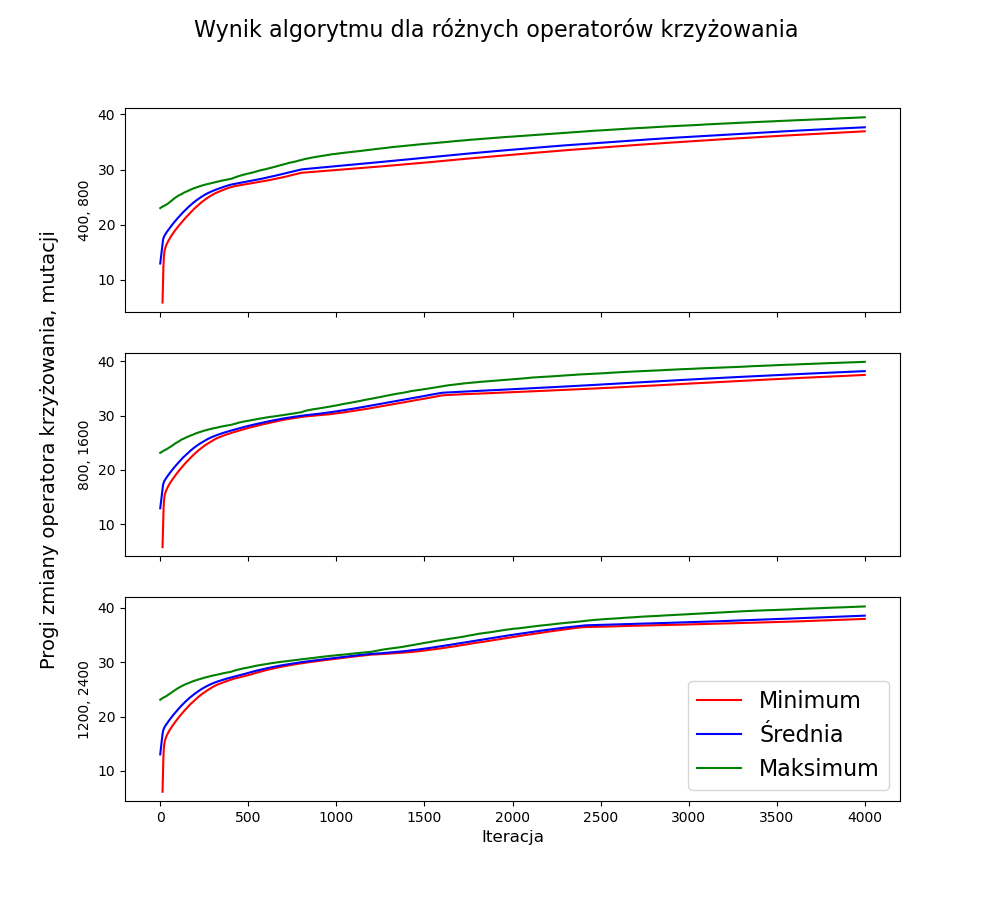 Wynik algorytmu dla różnych operatorów krzyżowania
Progi zmiany operatora krzyżowania, mutacji
400, 800
40
30
20
10
800, 1600
40
30
20
10
1200, 2400
40
30
20
10
Minimum
Średnia
Maksimum
0 500 1000 1500 2000 2500 3000 3500 4000
Iteracja